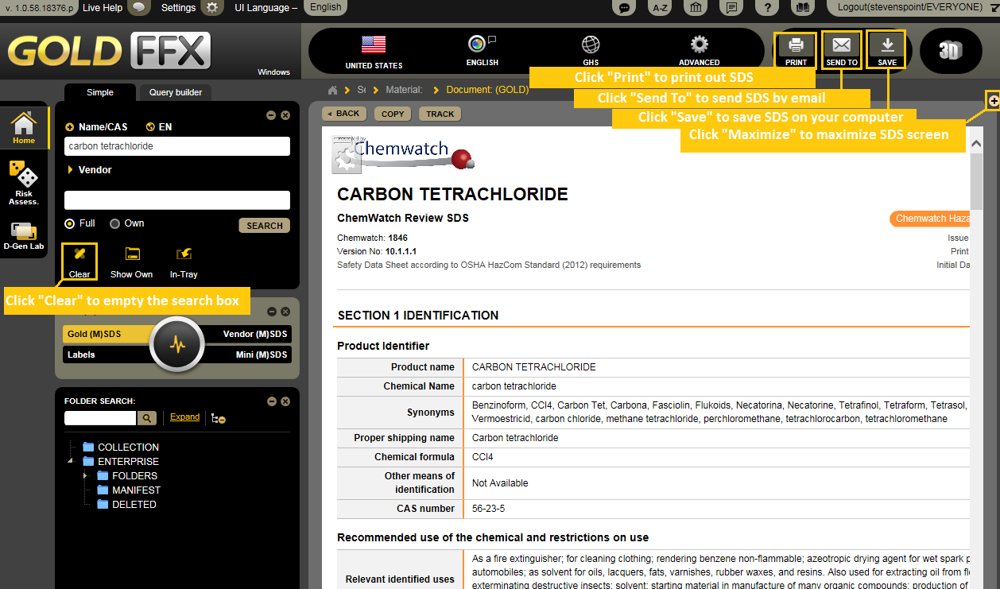 v. 1.0.58.18376.p Live Help Settings UI Language – English A-Z ? Logout(stevenspoint/EVERYONE)
GOLD FFX
Windows
UNITED STATES ENGLISH GHS ADVANCED PRINT SEND TO SAVE 3D
Click "Print" to print out SDS
Click "Send To" to send SDS by email
Click "Save" to save SDS on your computer
Click "Maximize" to maximize SDS screen
Simple Query builder
Se Material: Document: (GOLD)
BACK COPY TRACK
Home
Risk
Assess.
D-Gen Lab
Name/CAS EN
carbon tetrachloride
Vendor
Full Own SEARCH
Clear Show Own In-Tray
Click "Clear" to empty the search box
Gold (M)SDS Vendor (M)SDS
Labels Mini (M)SDS
FOLDER SEARCH:
Expand
COLLECTION
ENTERPRISE
FOLDERS
MANIFEST
DELETED
Powered by
Chemwatch
CARBON TETRACHLORIDE
ChemWatch Review SDS Chemwatch Haza
Chemwatch: 1846 Issue
Version No: 10.1.1.1 Print
Safety Data Sheet according to OSHA HazCom Standard (2012) requirements Initial Da
SECTION 1 IDENTIFICATION
Product Identifier
Product name CARBON TETRACHLORIDE
Chemical Name carbon tetrachloride
Synonyms Benzinoform, CCl4, Carbon Tet, Carbona, Fasciolin, Flukoids, Necatorina, Necatorine, Tetrafinol, Tetraform, Tetrasol,
Vermoestricid, carbon chloride, methane tetrachloride, perchloromethane, tetrachlorocarbon, tetrachloromethane
Proper shipping name Carbon tetrachloride
Chemical formula CCl4
Other means of
identification Not Available
CAS number 56-23-5
Recommended use of the chemical and restrictions on use
Relevant identified uses As a fire extinguisher; for cleaning clothing; rendering benzene non-flammable; azeotropic drying agent for wet spark p
automobiles; as solvent for oils, lacquers, fats, varnishes, rubber waxes, and resins. Also used for extracting oil from fl
exterminating destructive insects; solvent; starting material in manufacture of many organic compounds; production of